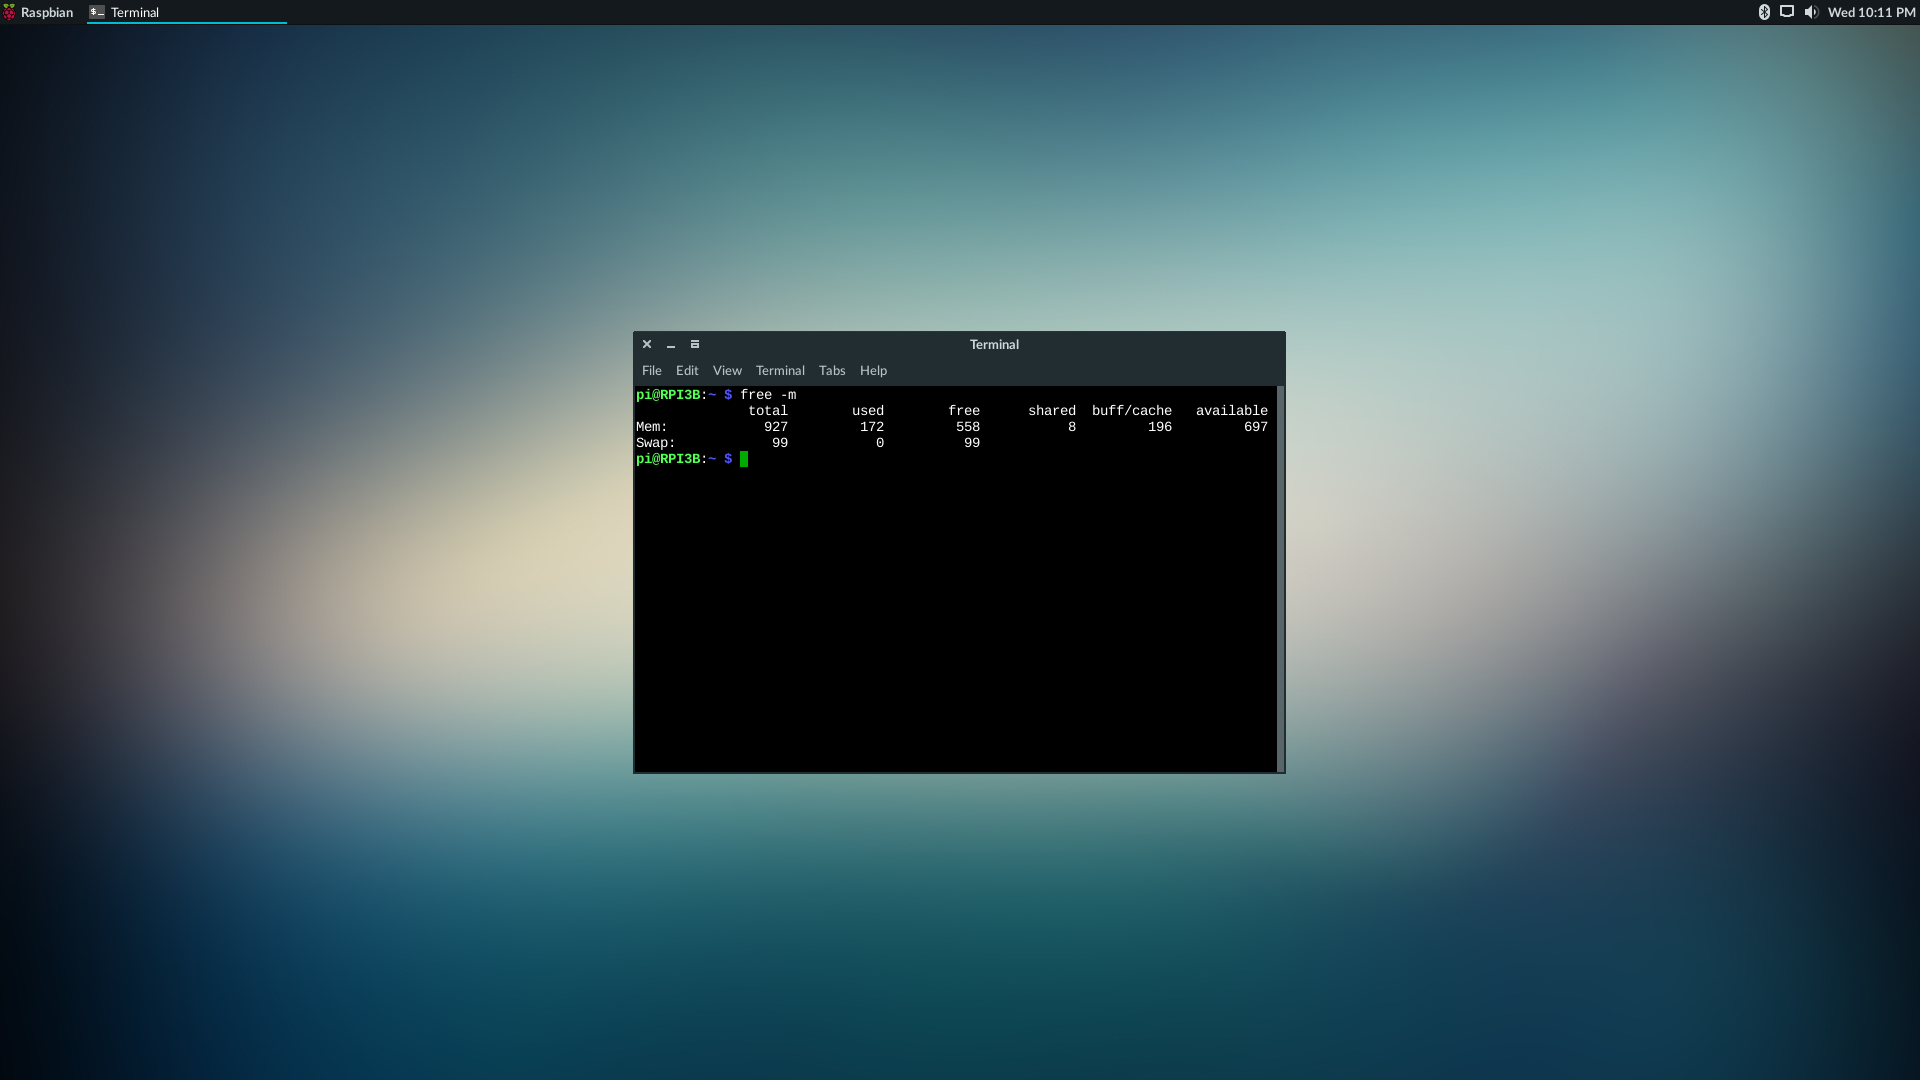 Raspbian $_ Terminal Wed 10:11 PM
Terminal
File Edit View Terminal Tabs Help
pi@RPI3B:~ $ free -m
total used free shared buff/cache available
Mem: 927 172 558 8 196 697
Swap: 99 0 99
pi@RPI3B:~ $